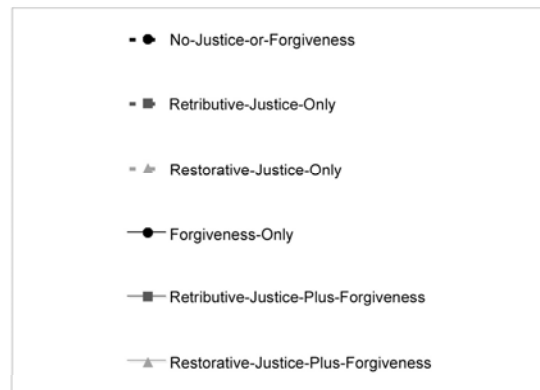 No-Justice-or-Forgiveness
Retributive-Justice-Only
Restorative-Justice-Only
Forgiveness-Only
Retributive-Justice-Plus-Forgiveness
Restorative-Justice-Plus-Forgiveness